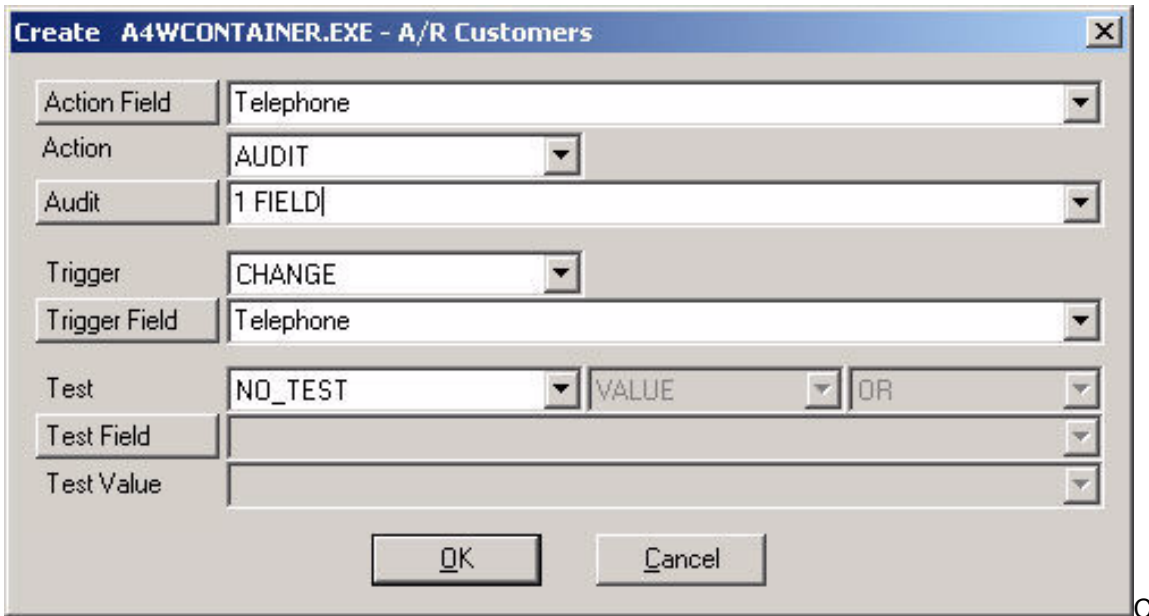 Create A4WCONTAINER.EXE - A/R Customers
Action Field Telephone
Action AUDIT
Audit 1 FIELD
Trigger CHANGE
Trigger Field Telephone
Test NO_TEST VALUE OR
Test Field
Test Value
OK Cancel